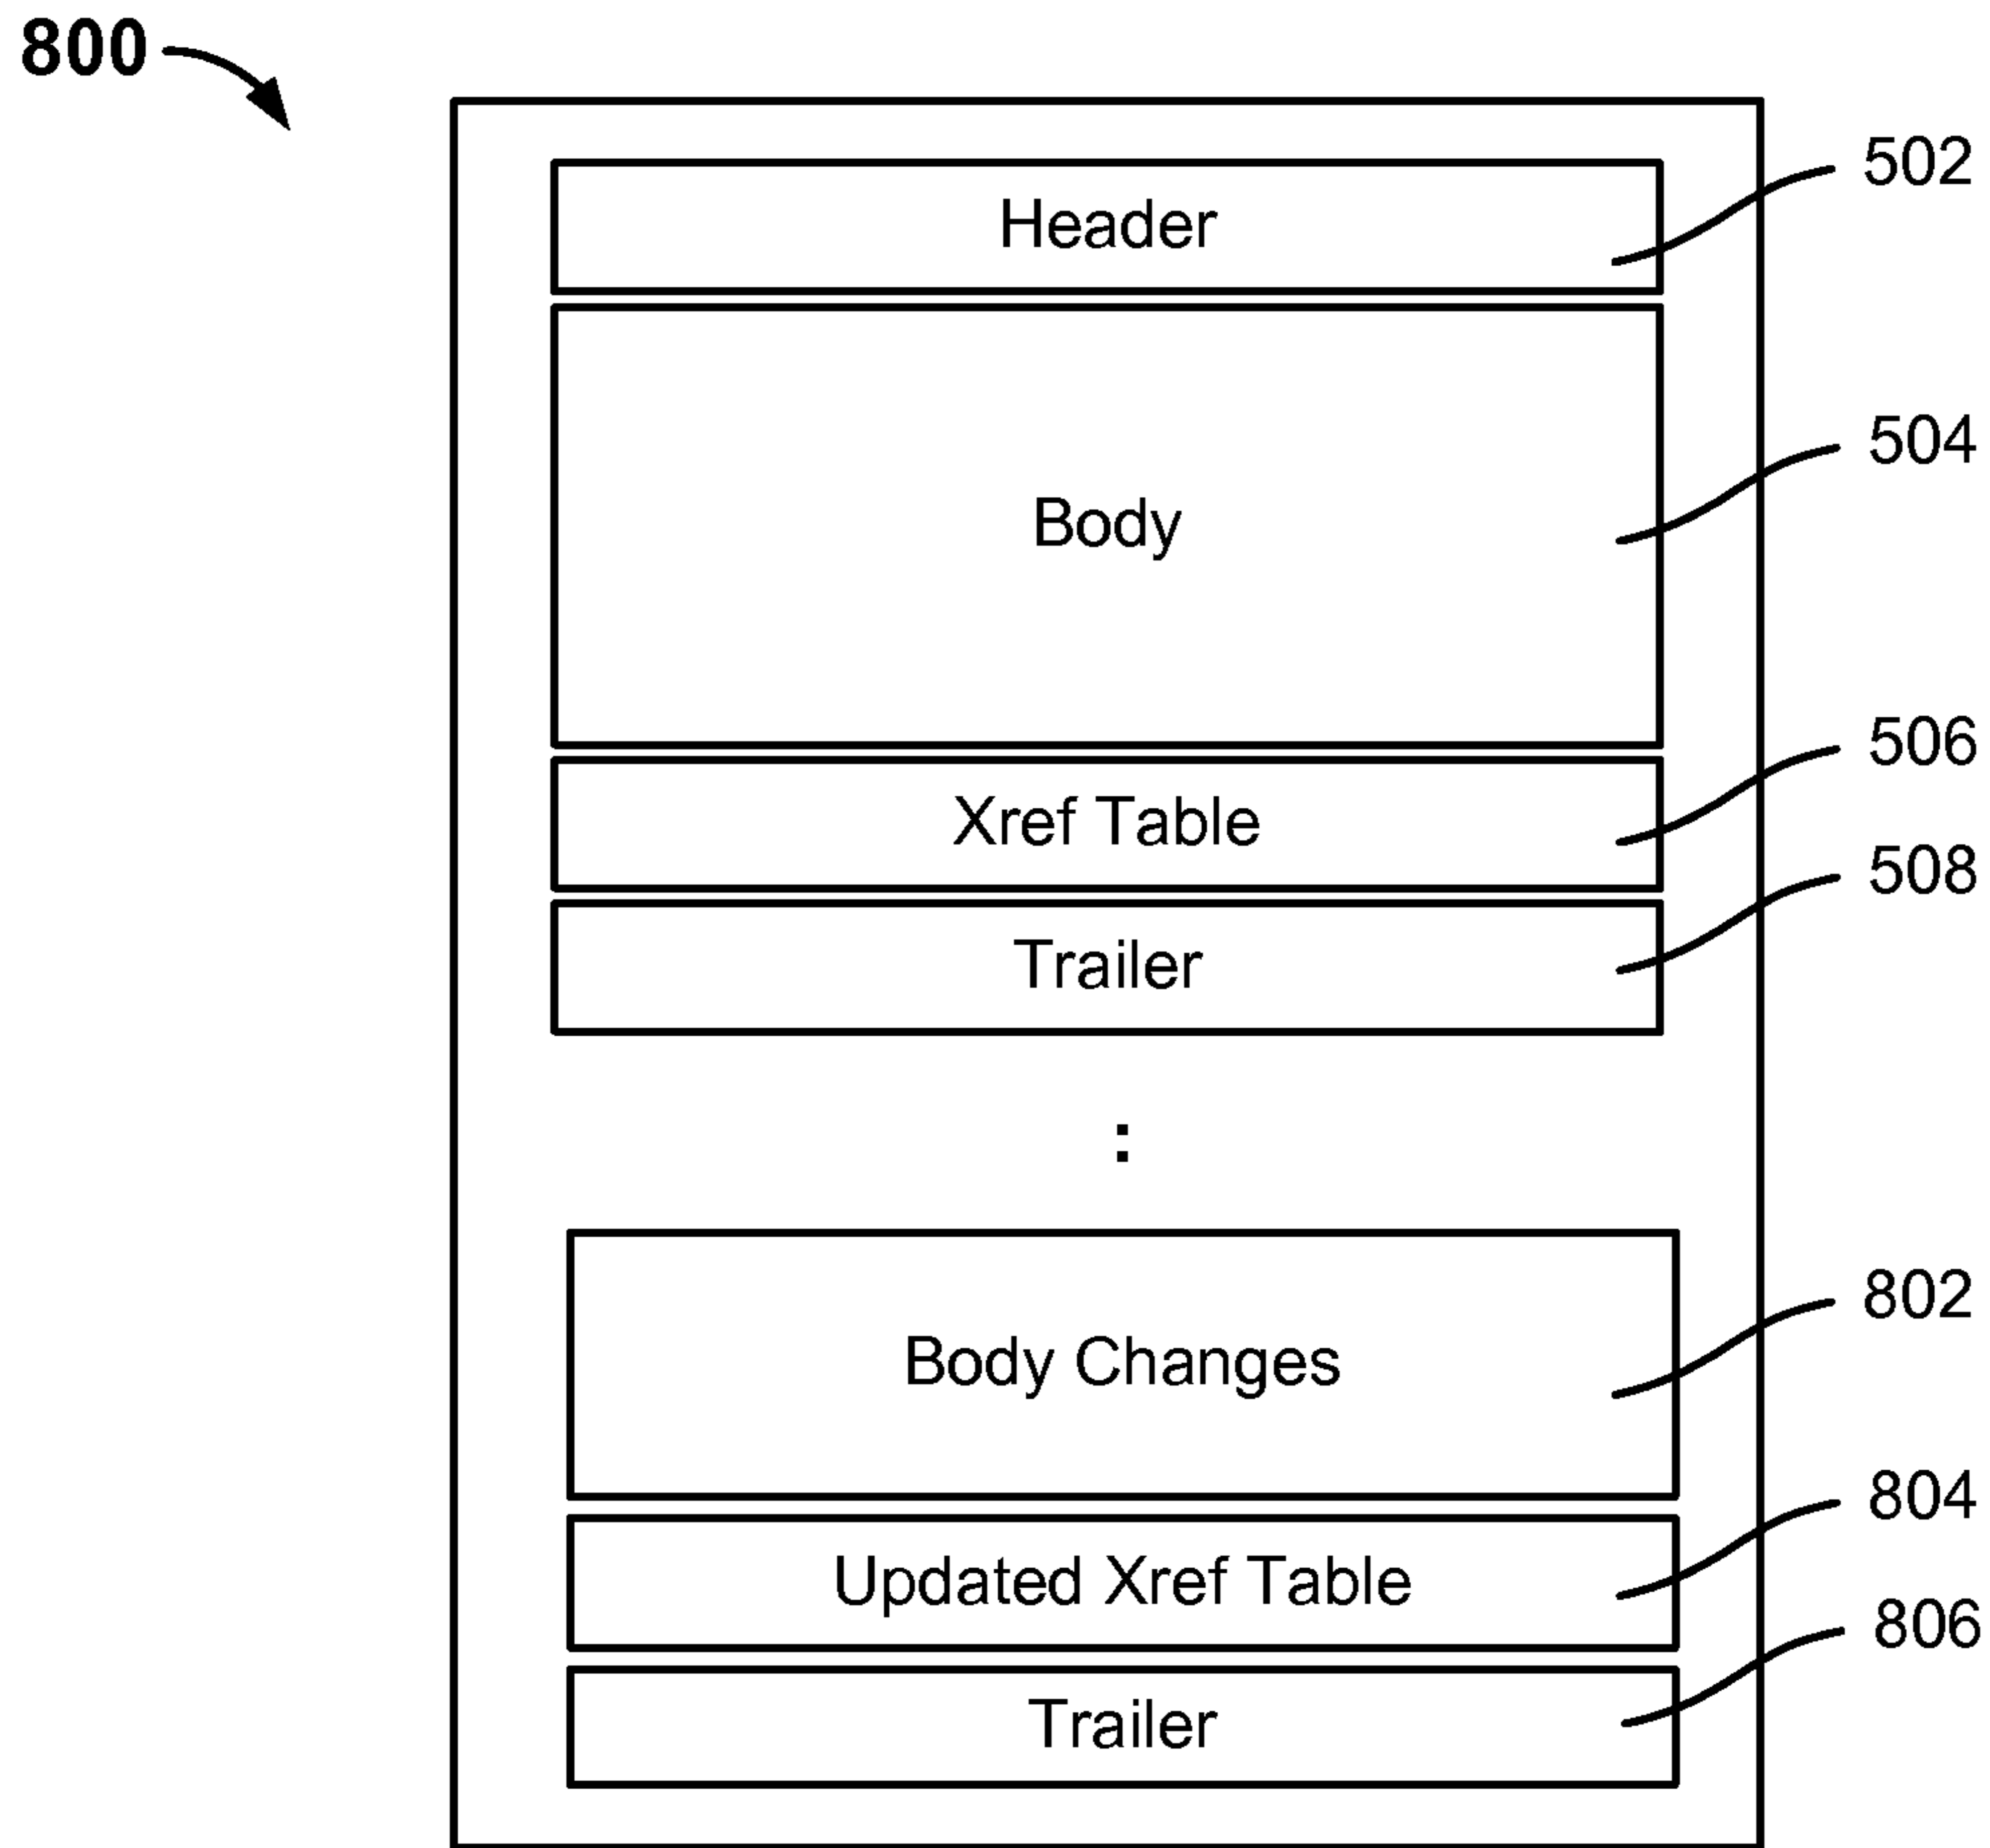 800
Header
502
Body
504
Xref Table
506
Trailer
508
:
Body Changes
802
Updated Xref Table
804
Trailer
806